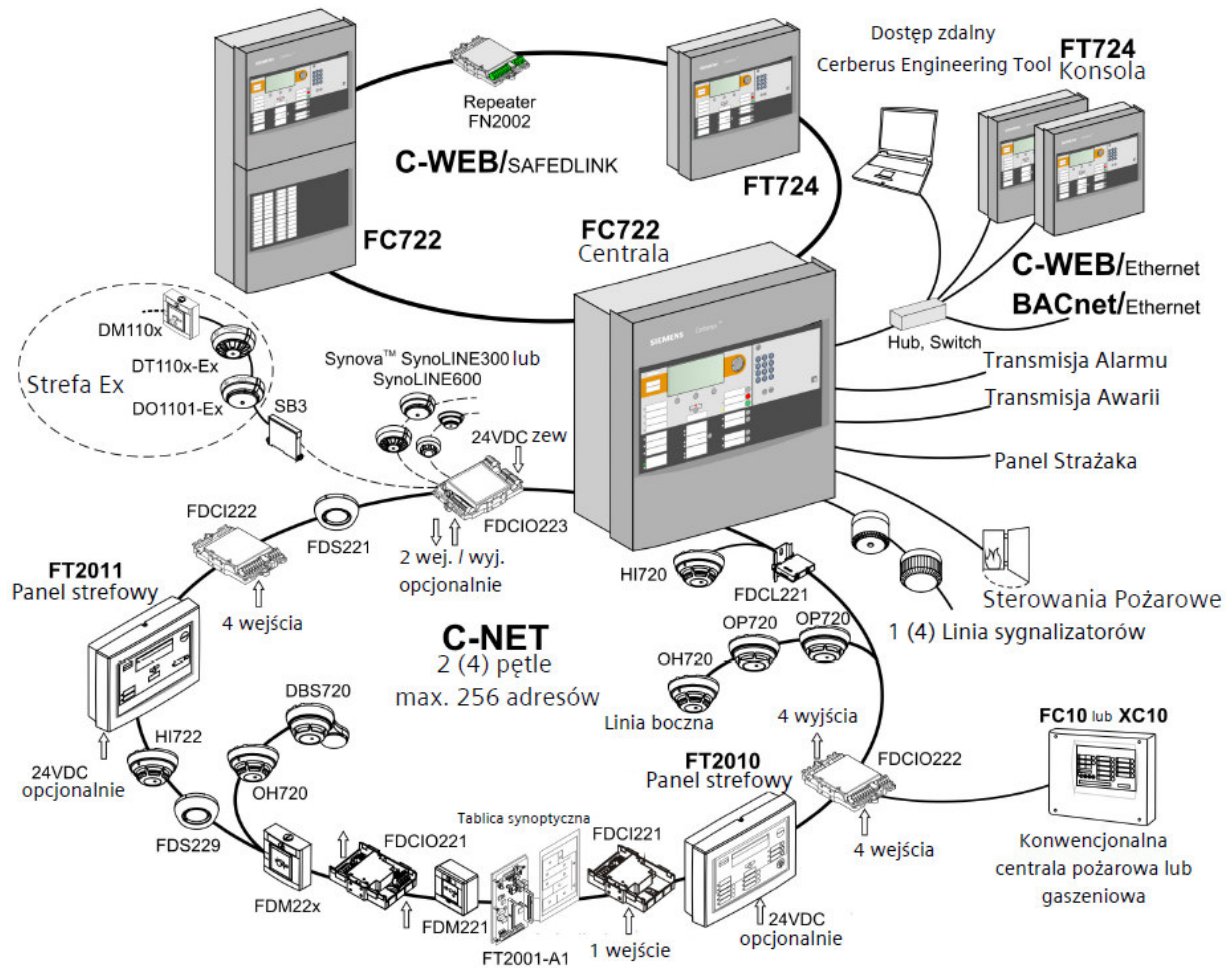 Dostęp zdalny
Cerberus Engineering Tool
FT724
Konsola
Repeater
FN2002
C-WEB/SAFEDLINK
FT724
FC722
FC722
Centrala
C-WEB/Ethernet
BACnet/Ethernet
Hub, Switch
SIEMENS
DM110x
DT110x-Ex
Strefa Ex
DO1101-Ex
SB3
Synova™ SynoLINE300 lub
SynoLINE600
24VDC zew
Transmisja Alarmu
Transmisja Awarii
Panel Strażaka
FDCI222
FDS221
FDCIO223
2 wej. / wyj.
opcjonalnie
HI720
FDCL221
Sterowania Pożarowe
1 (4) Linia sygnalizatorów
FT2011
Panel strefowy
4 wejścia
C-NET
2 (4) pętle
max. 256 adresów
OP720
OP720
OH720
Linia boczna
DBS720
4 wyjścia
FC10 lub XC10
HI722
24VDC
opcjonalnie
OH720
FT2010
Panel strefowy
FDCIO222
FDS229
Tablica synoptyczna
FDCIO221
FDCI221
4 wejścia
Konwencjonalna
centrala pożarowa lub
gaszeniowa
FDM22x
FDM221
FT2001-A1
1 wejście
24VDC
opcjonalnie